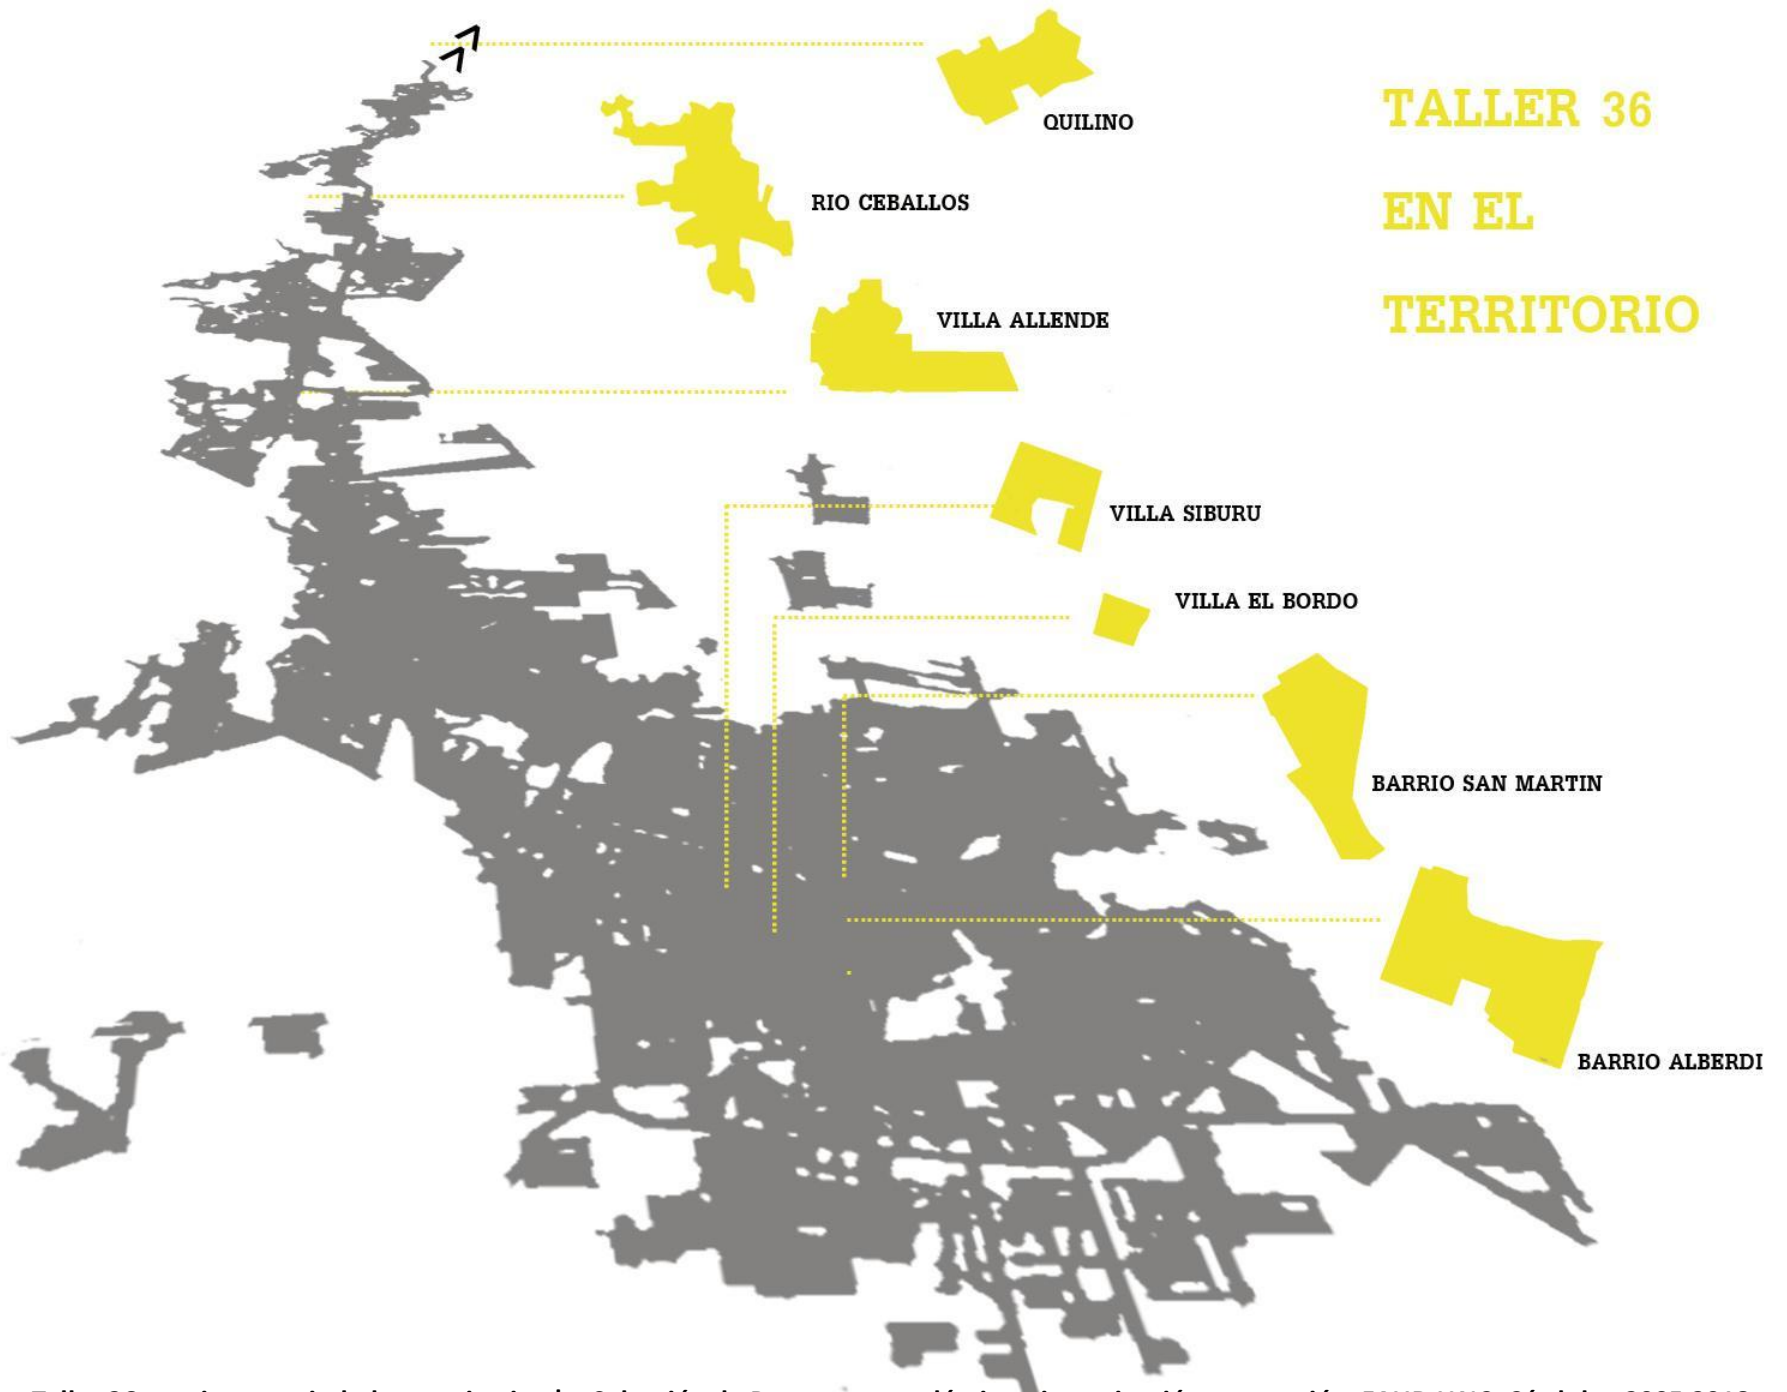 QUILINO
TALLER 36
EN EL
TERRITORIO
RIO CEBALLOS
VILLA ALLENDE
VILLA SIBURU
VILLA EL BORDO
BARRIO SAN MARTIN
BARRIO ALBERDI